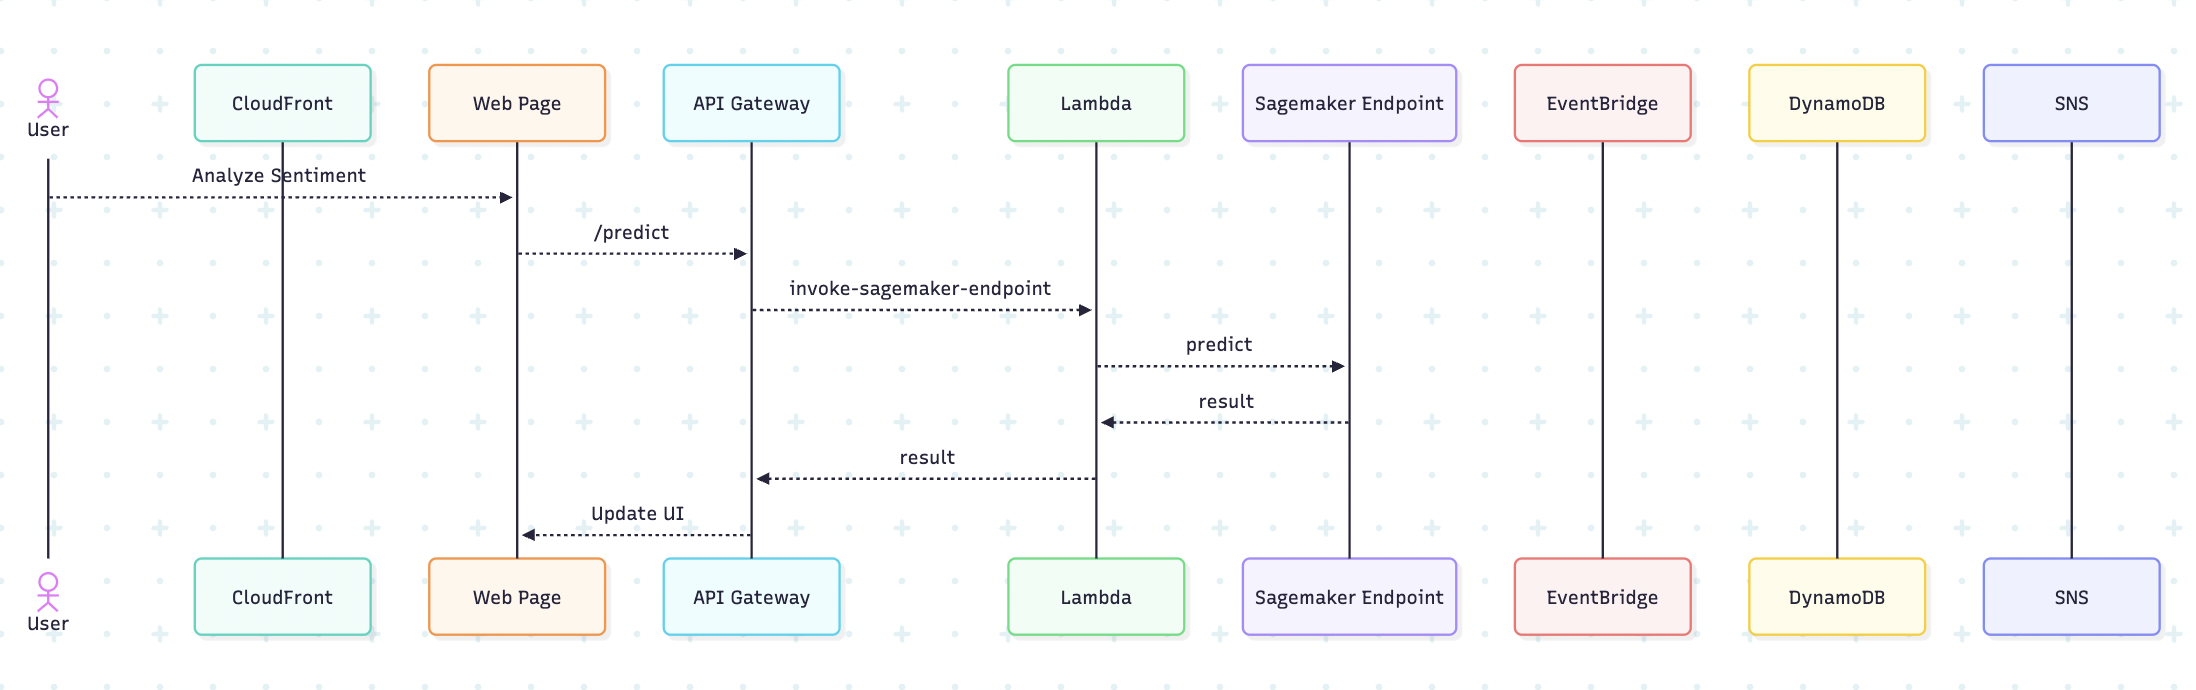 CloudFront
Web Page
API Gateway
Lambda
Sagemaker Endpoint
EventBridge
DynamoDB
SNS
User
Analyze Sentiment
/predict
invoke-sagemaker-endpoint
predict
result
result
Update UI
CloudFront
Web Page
API Gateway
Lambda
Sagemaker Endpoint
EventBridge
DynamoDB
SNS
User